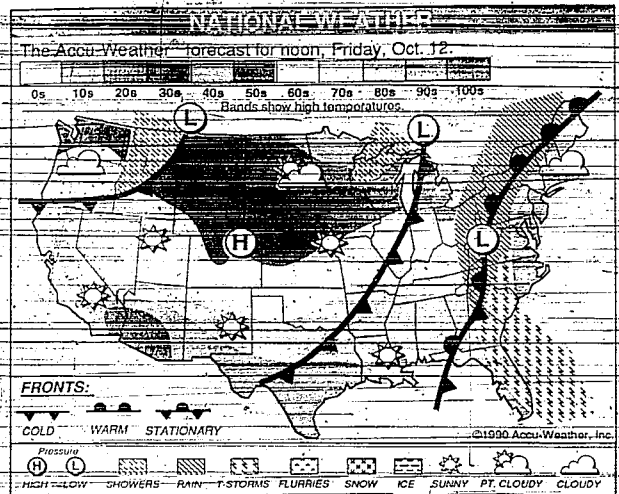 NATIONAL WEATHER
The Accu-Weather® forecast for noon, Friday, Oct. 12.
0s 10s 20s 30s 40s 50s 60s 70s 80s 90s 100s
Bands show high temperatures.
L
L
H
L
FRONTS:
COLD WARM STATIONARY
©1990 Accu-Weather, Inc.
Pressure
H L
HIGH LOW SHOWERS RAIN T-STORMS FLURRIES SNOW ICE SUNNY PT. CLOUDY CLOUDY